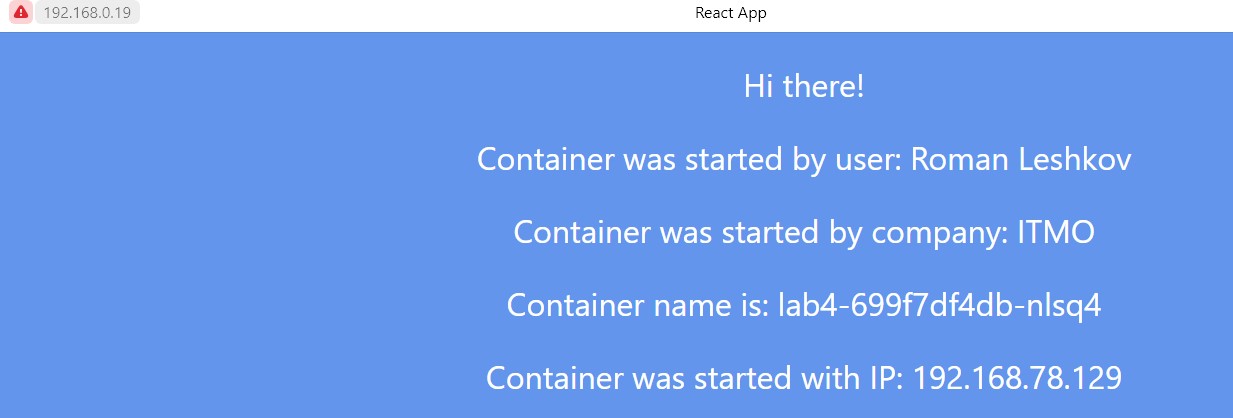 192.168.0.19
React App
Hi there!
Container was started by user: Roman Leshkov
Container was started by company: ITMO
Container name is: lab4-699f7df4db-nlsq4
Container was started with IP: 192.168.78.129